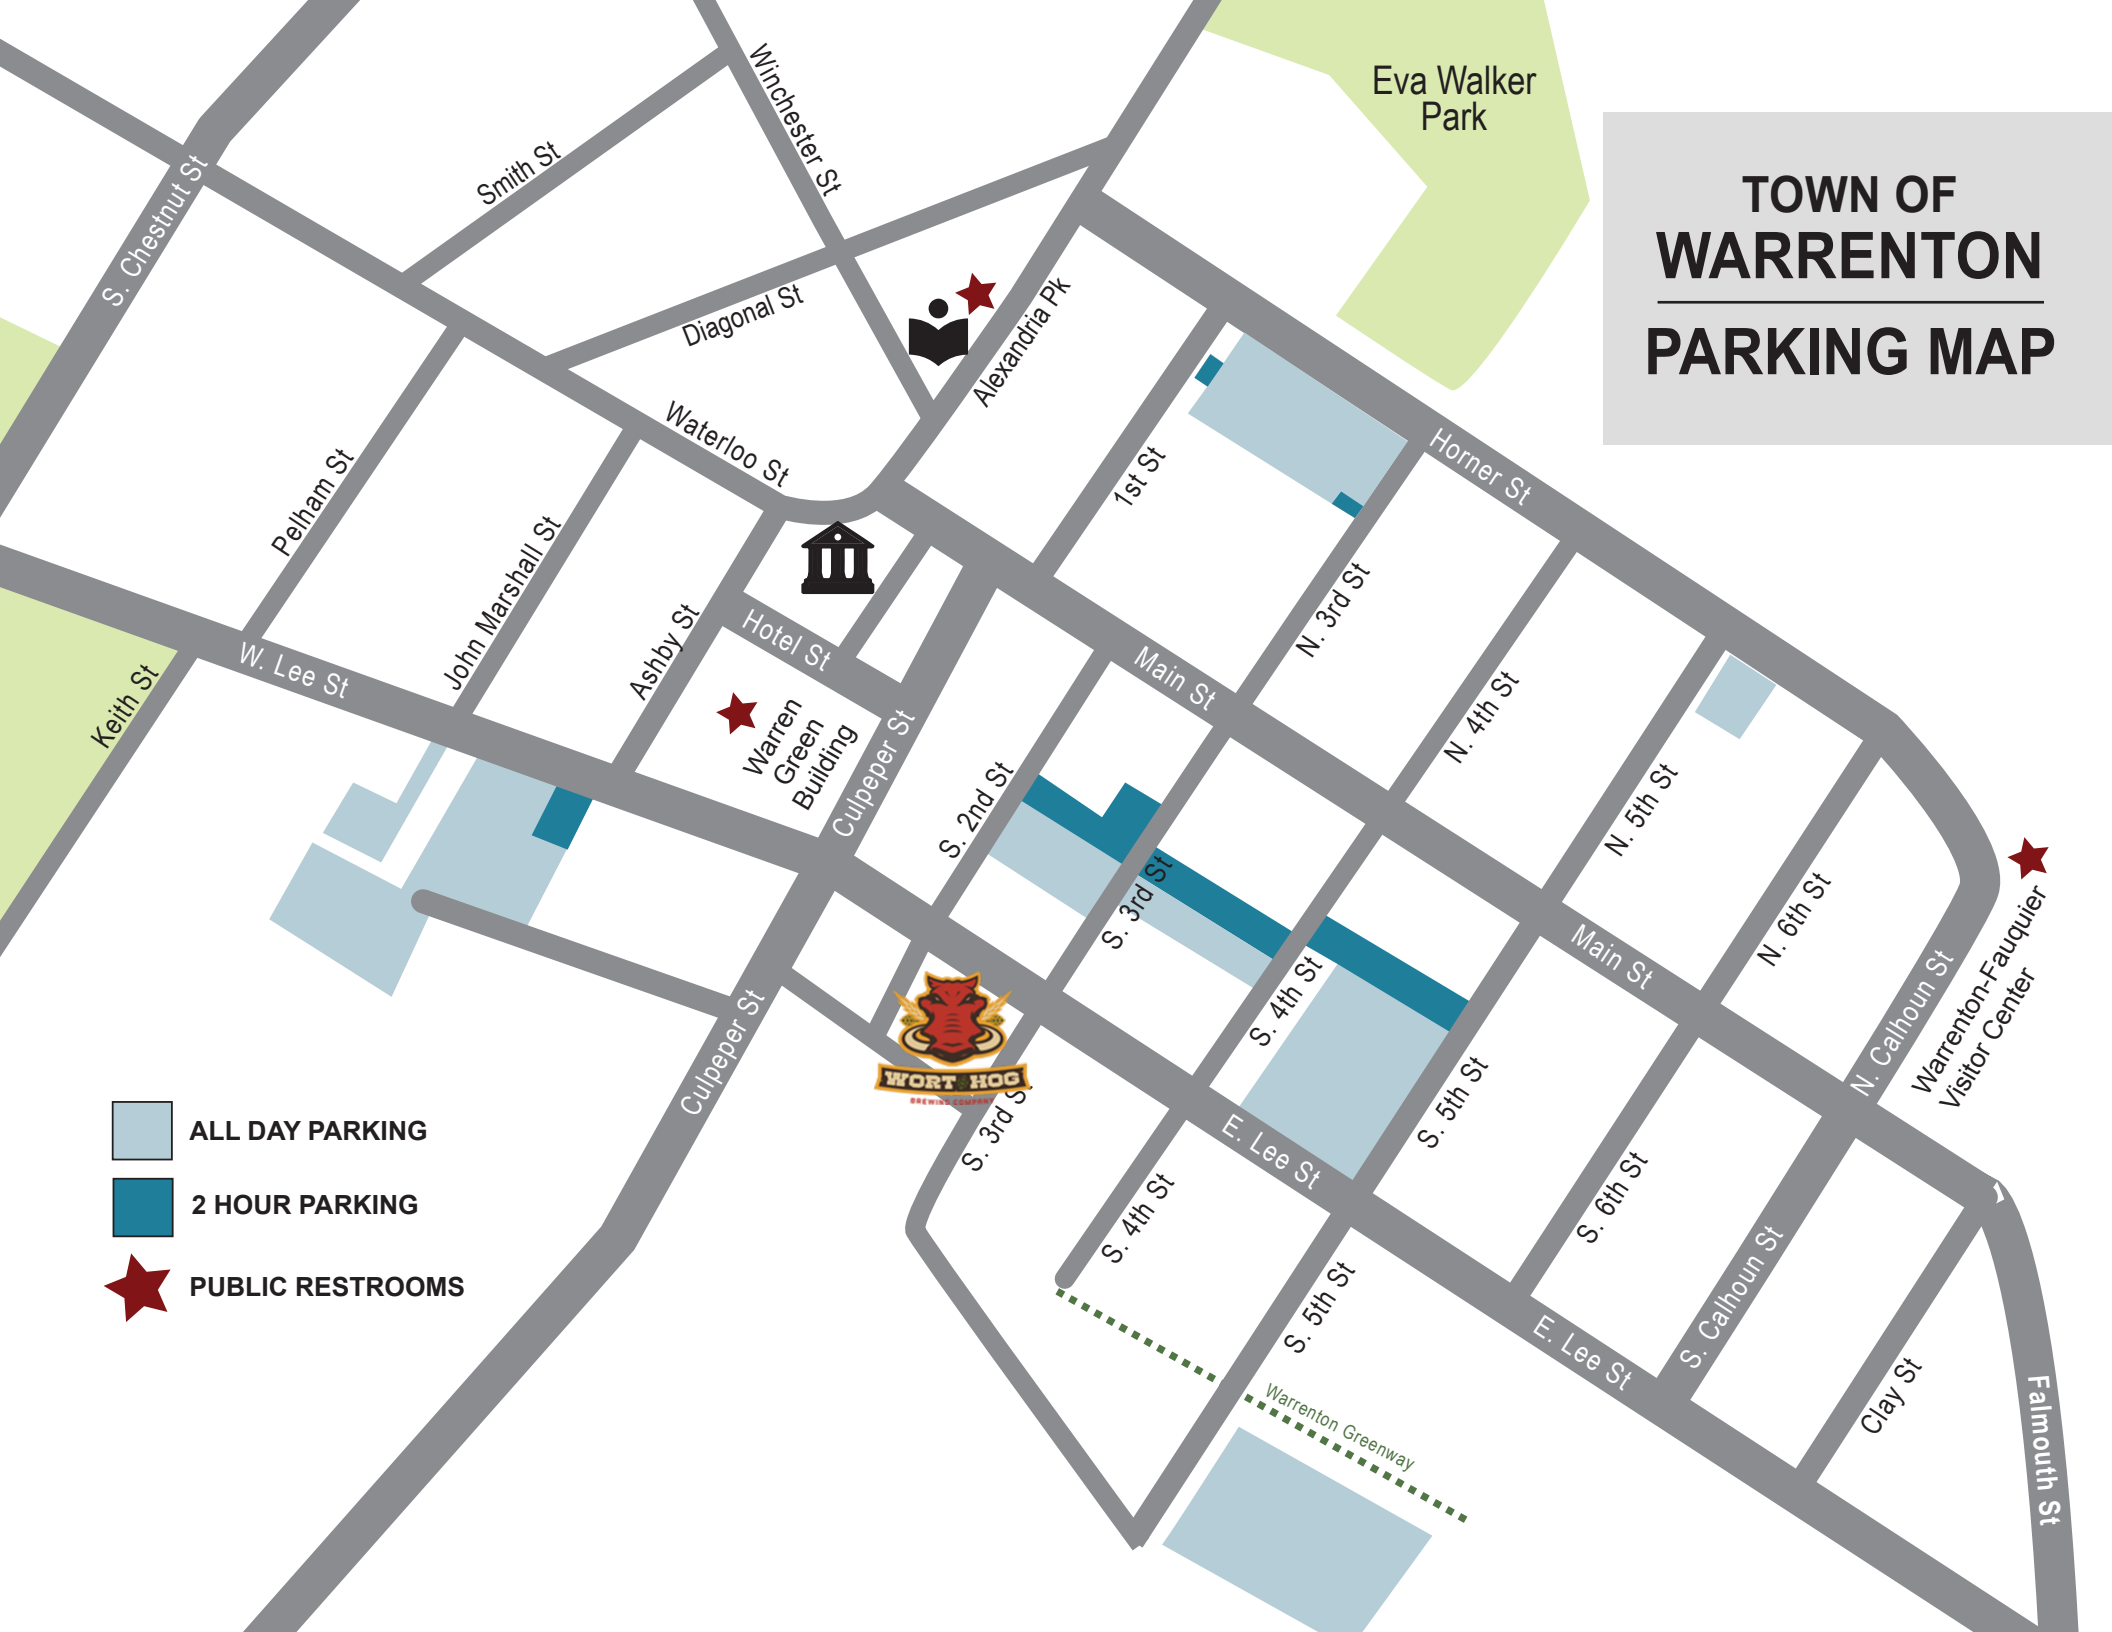 TOWN OF
WARRENTON
PARKING MAP
Eva Walker
Park
Winchester St
Smith St
S. Chestnut St
Diagonal St
Alexandria Pk
Waterloo St
Horner St
1st St
Pelham St
John Marshall St
Ashby St
Hotel St
N. 3rd St
Main St
W. Lee St
Keith St
Warren
Green
Building
Culpeper St
S. 2nd St
N. 4th St
N. 5th St
S. 3rd St
N. 6th St
Main St
S. 4th St
N. Calhoun St
Warrenton-Fauquier
Visitor Center
Culpeper St
WORT HOG
BREWING COMPANY
S. 3rd St
S. 5th St
E. Lee St
ALL DAY PARKING
2 HOUR PARKING
PUBLIC RESTROOMS
S. 4th St
S. 6th St
S. 5th St
S. Calhoun St
E. Lee St
Clay St
Falmouth St
Warrenton Greenway